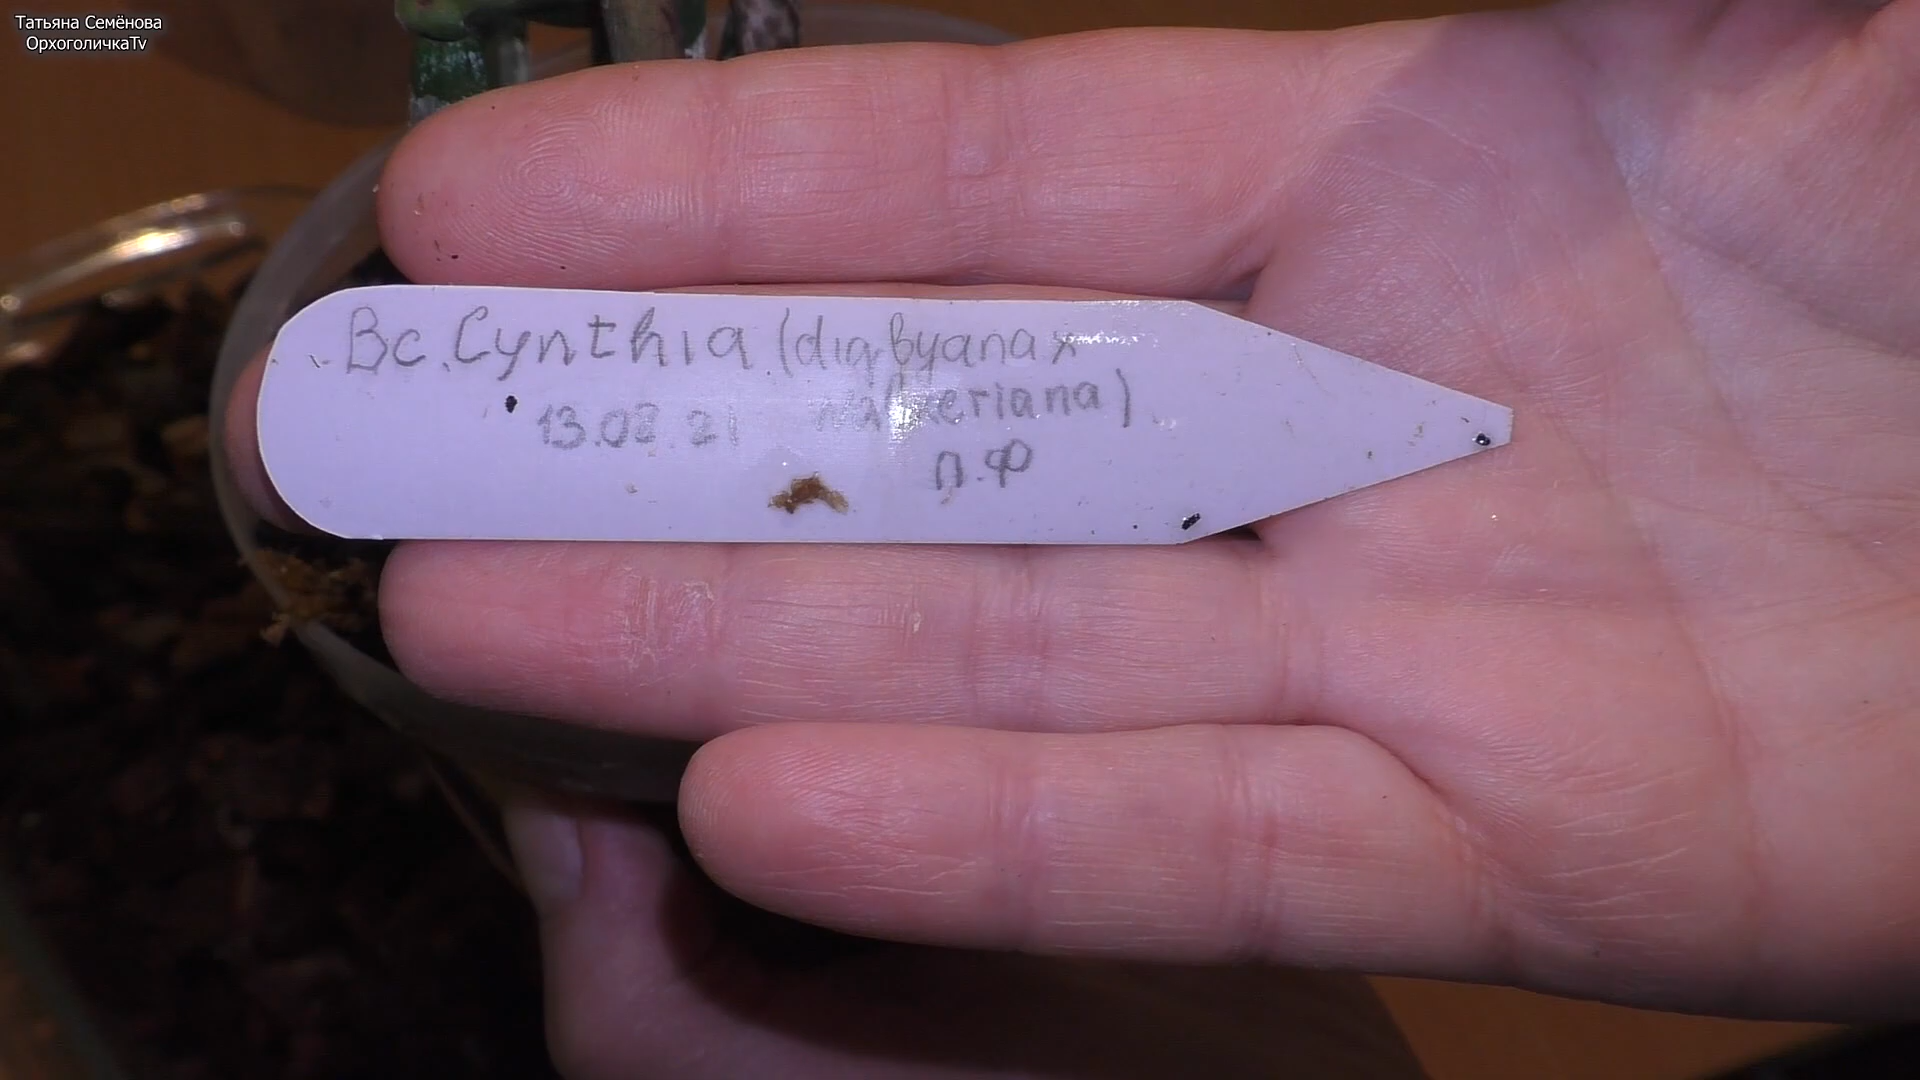 Татьяна Семёнова
ОрхоголичкаTv
Bc. Cynthia (digbyana x
walkeriana)
13.02.21
п.ф